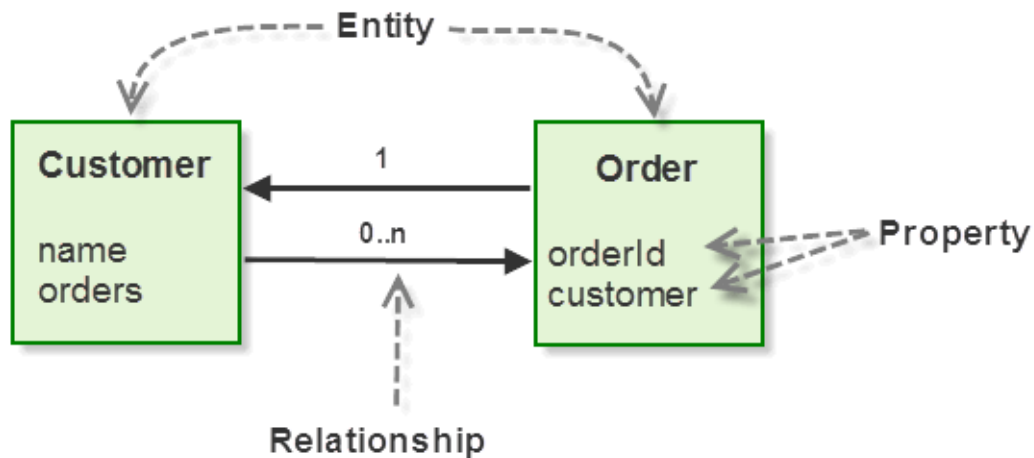 Entity
Customer
1
Order
name
orders
0..n
orderId
customer
Property
Relationship